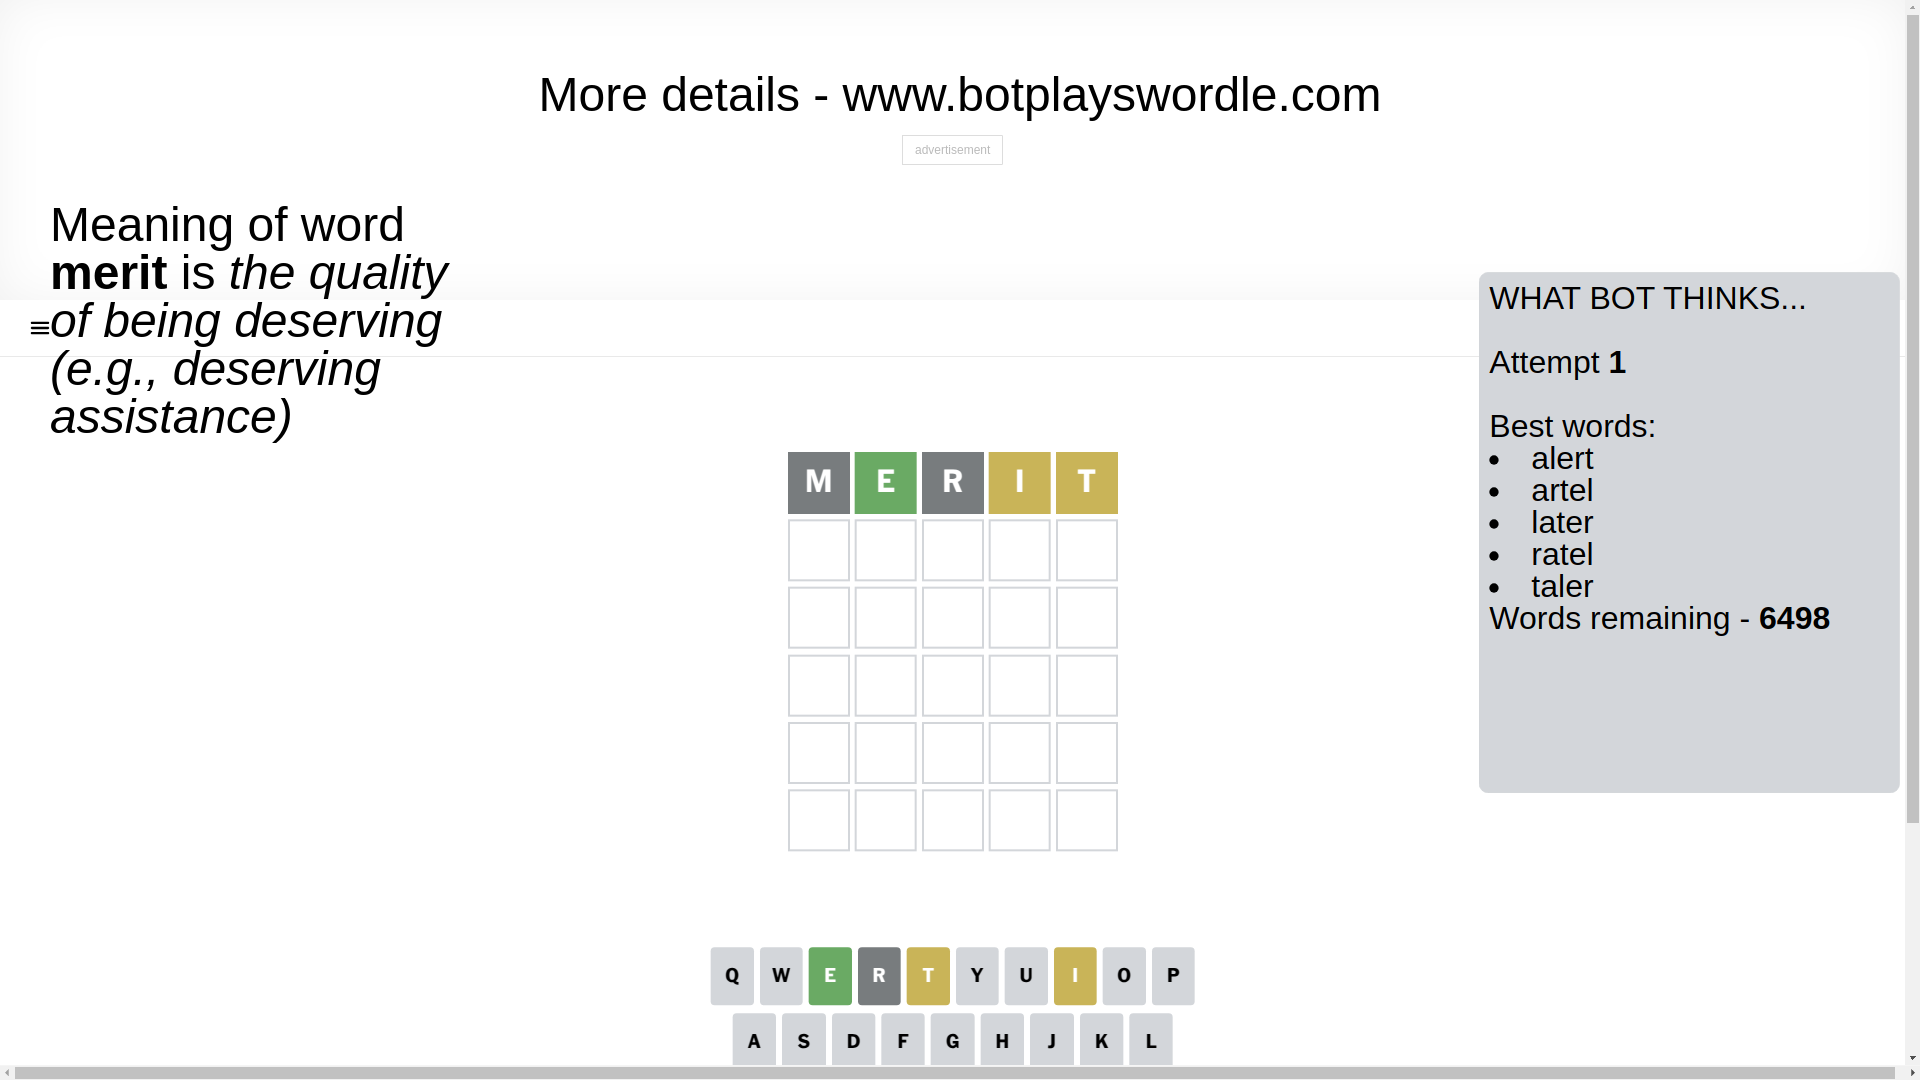 More details - www.botplayswordle.com
advertisement
Meaning of word
merit is the quality
of being deserving
(e.g., deserving
assistance)
WHAT BOT THINKS...
Attempt 1
Best words:
alert
artel
later
ratel
taler
Words remaining - 6498
M E R I T
Q W E R T Y U I O P
A S D F G H J K L